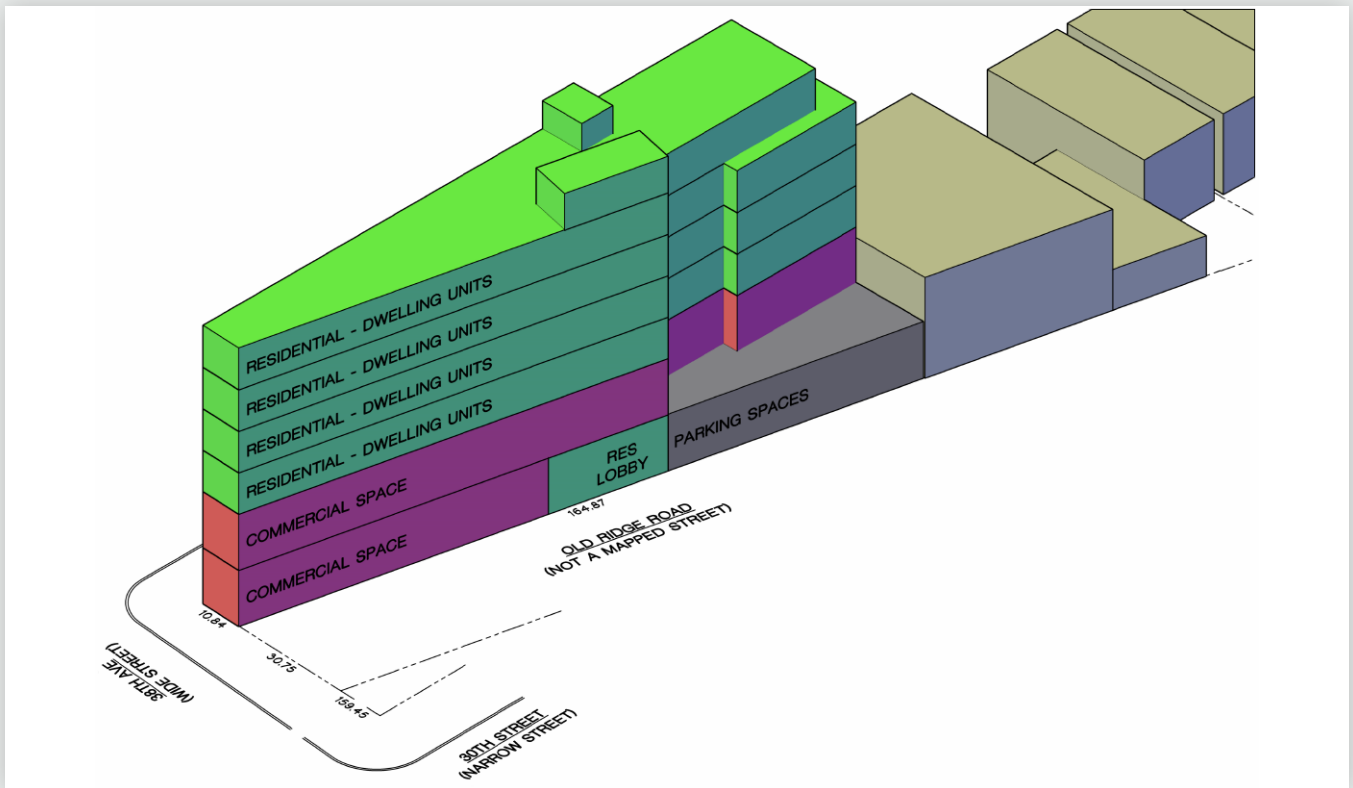 RESIDENTIAL - DWELLING UNITS
RESIDENTIAL - DWELLING UNITS
RESIDENTIAL - DWELLING UNITS
RESIDENTIAL - DWELLING UNITS
COMMERCIAL SPACE
COMMERCIAL SPACE
RES
LOBBY
PARKING SPACES
164.87
OLD RIDGE ROAD
(NOT A MAPPED STREET)
10.84
30.75
159.45
38TH AVE
(WIDE STREET)
30TH STREET
(NARROW STREET)